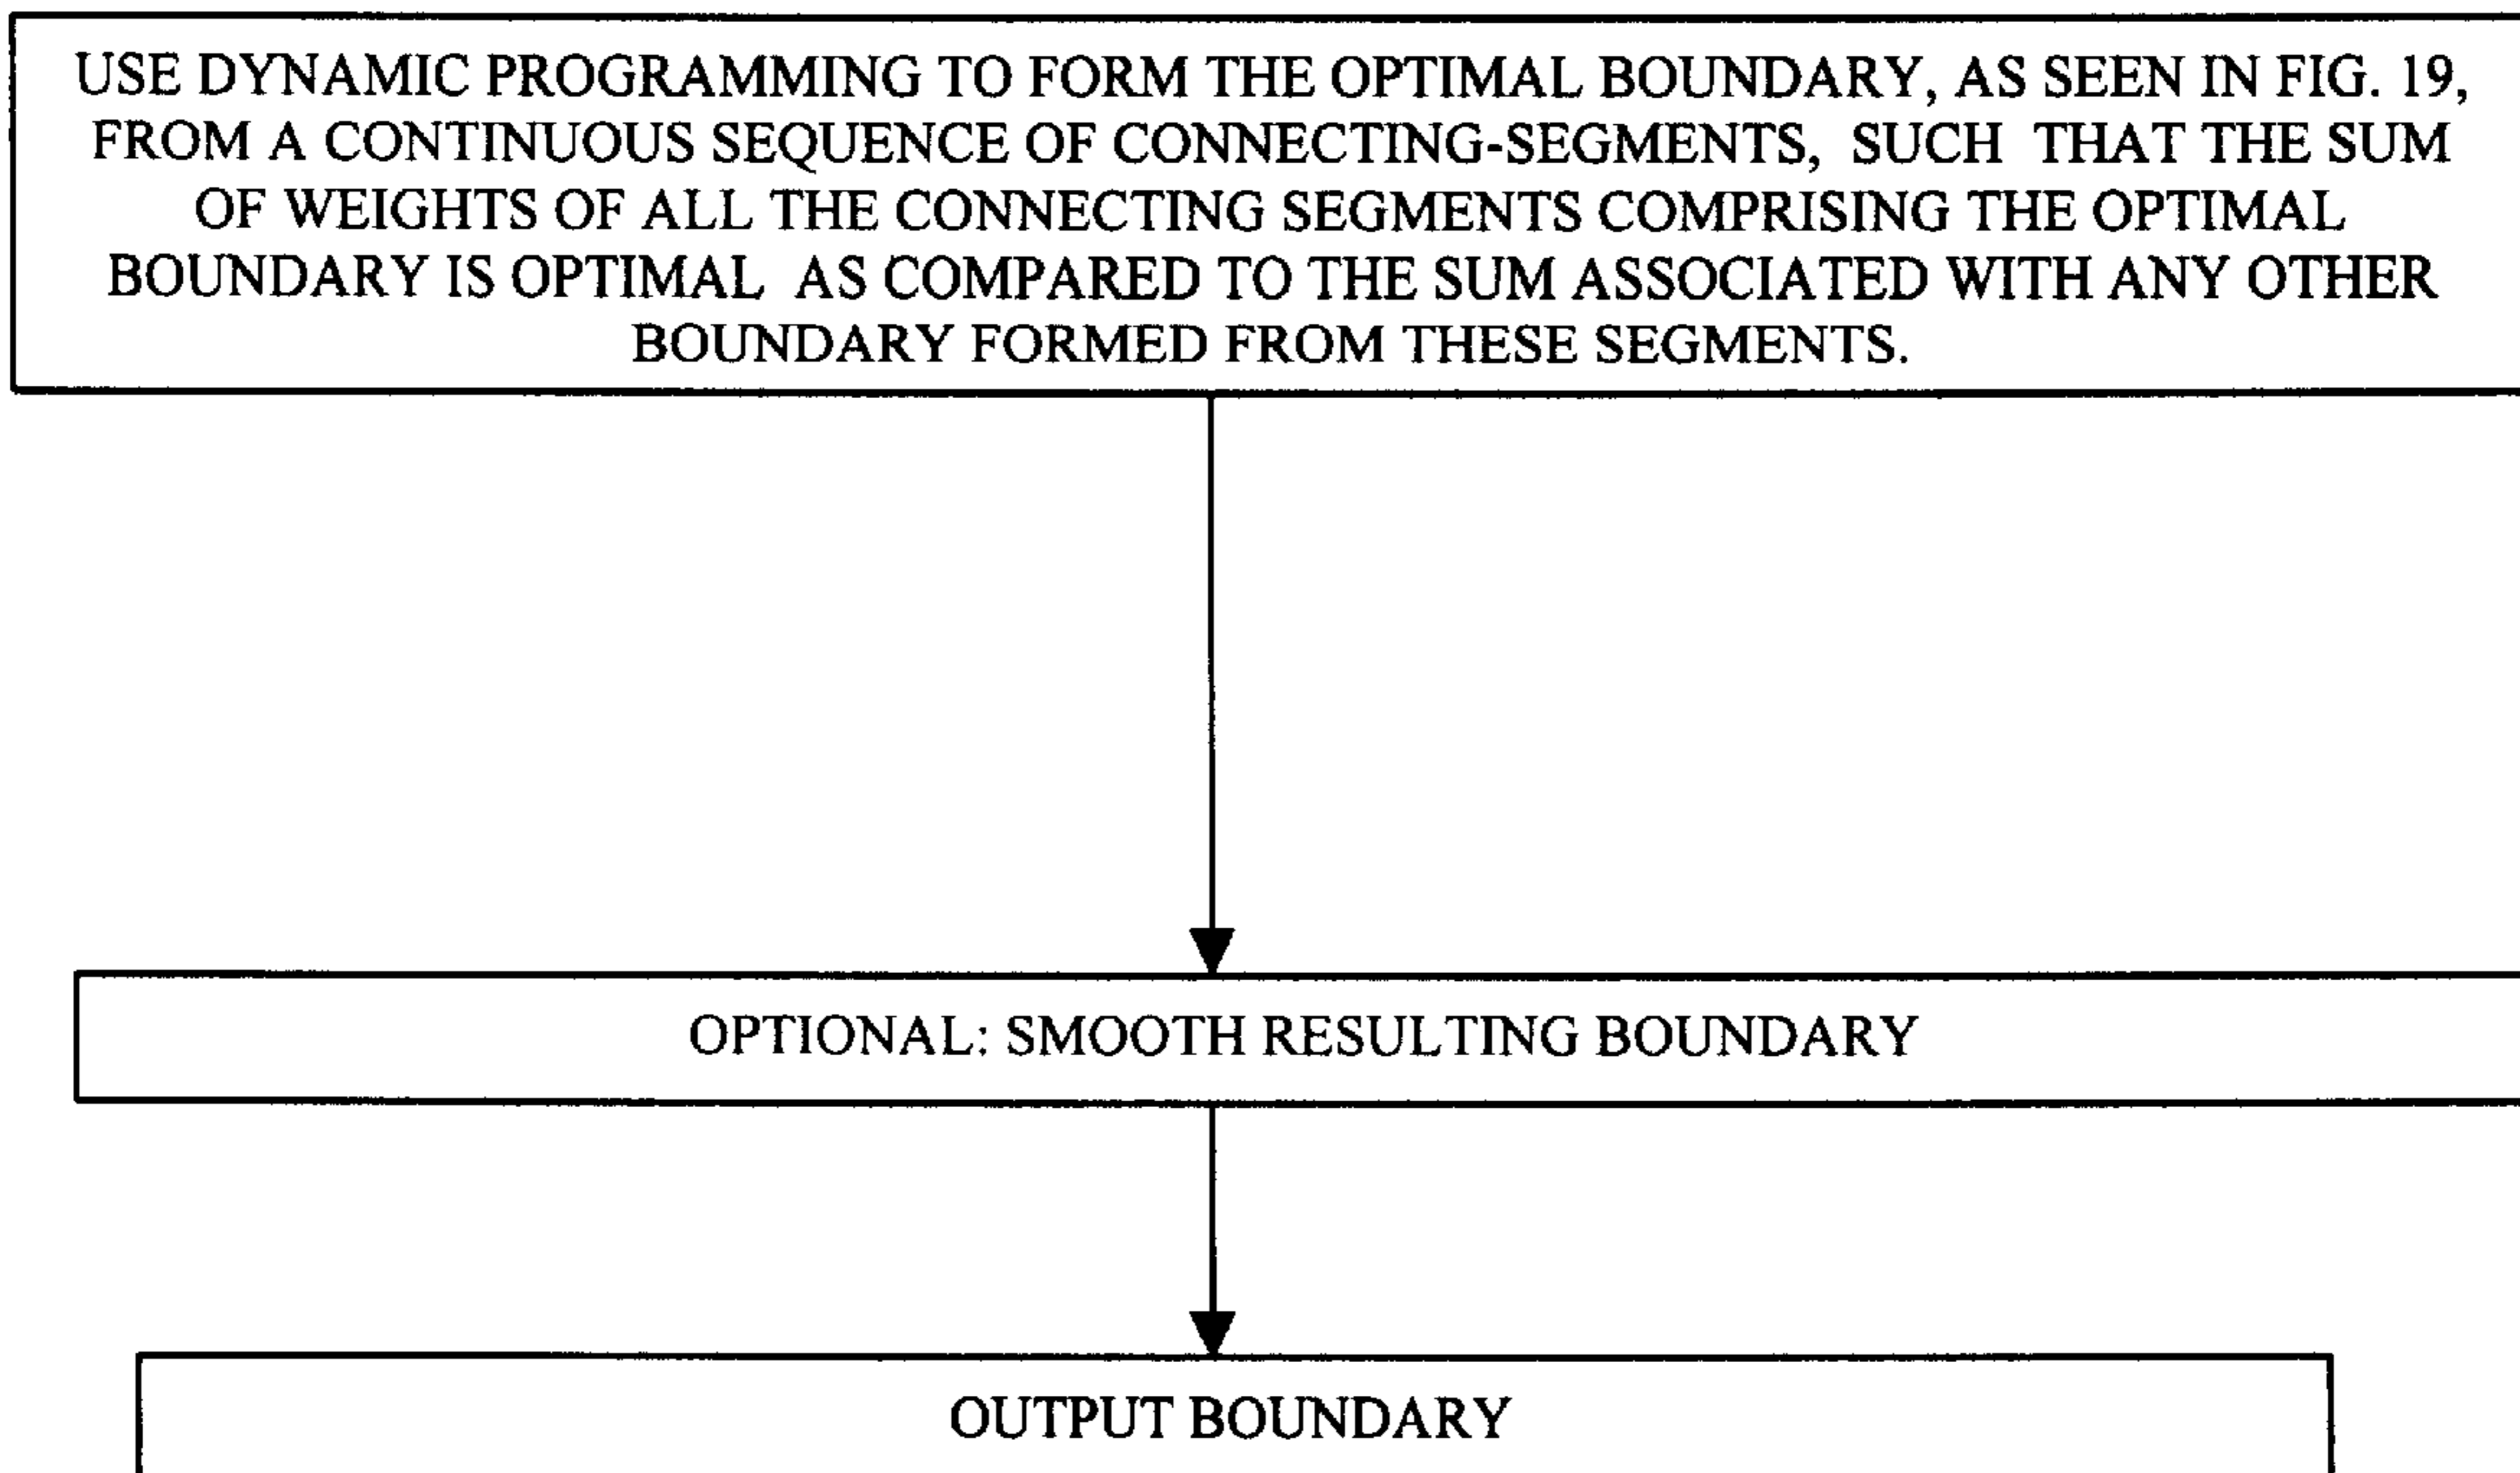 USE DYNAMIC PROGRAMMING TO FORM THE OPTIMAL BOUNDARY, AS SEEN IN FIG. 19,
FROM A CONTINUOUS SEQUENCE OF CONNECTING-SEGMENTS, SUCH THAT THE SUM
OF WEIGHTS OF ALL THE CONNECTING SEGMENTS COMPRISING THE OPTIMAL
BOUNDARY IS OPTIMAL AS COMPARED TO THE SUM ASSOCIATED WITH ANY OTHER
BOUNDARY FORMED FROM THESE SEGMENTS.
OPTIONAL: SMOOTH RESULTING BOUNDARY
OUTPUT BOUNDARY